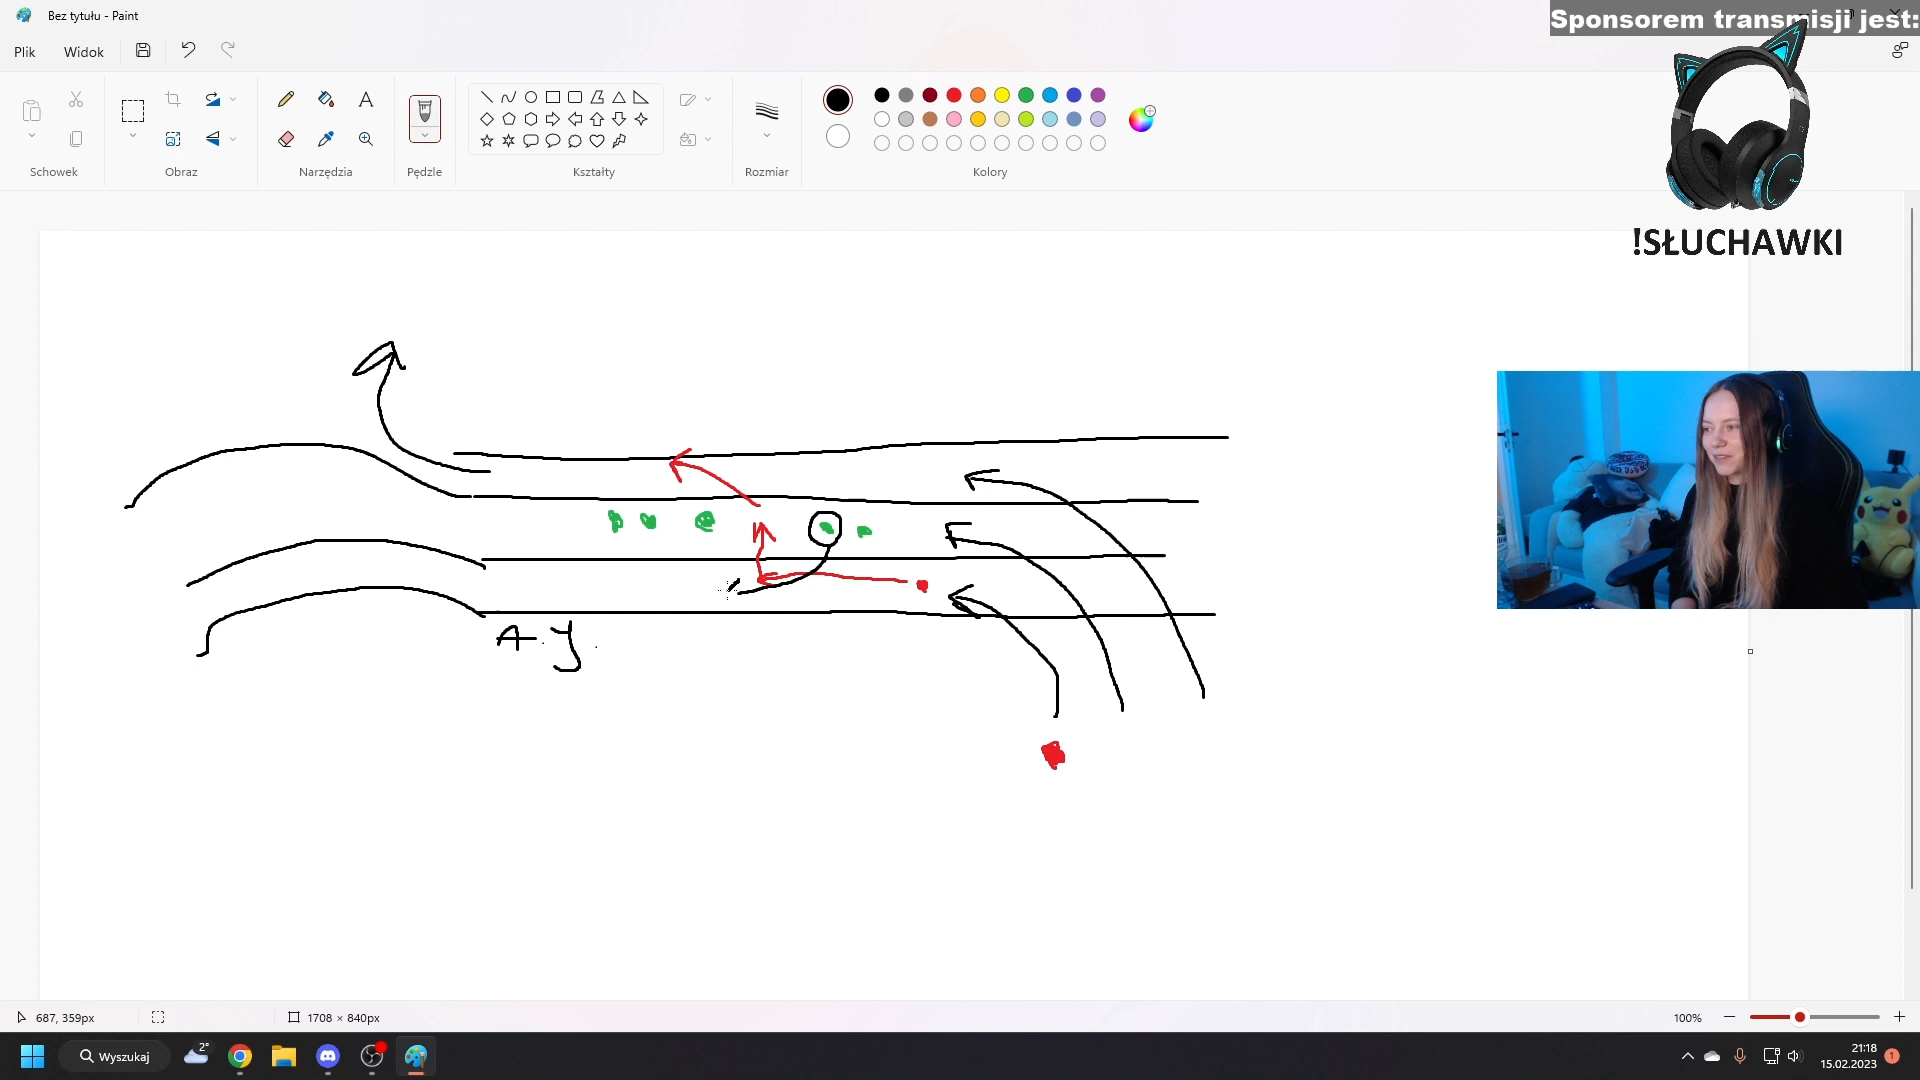 Bez tytułu - Paint
Sponsorem transmisji jest:
Plik Widok
Schowek Obraz Narzędzia Pędzle Kształty Rozmiar Kolory
!SŁUCHAWKI
A.J.
687, 359px 1708 × 840px 100%
2° Wyszukaj 21:18
15.02.2023 1